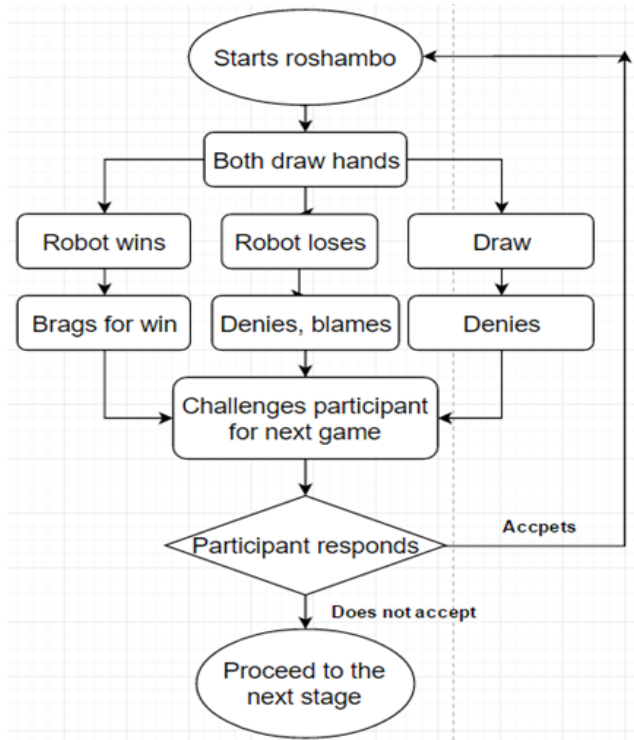 Starts roshambo
Both draw hands
Robot wins
Robot loses
Draw
Brags for win
Denies, blames
Denies
Challenges participant
for next game
Participant responds
Accpets
Does not accept
Proceed to the
next stage